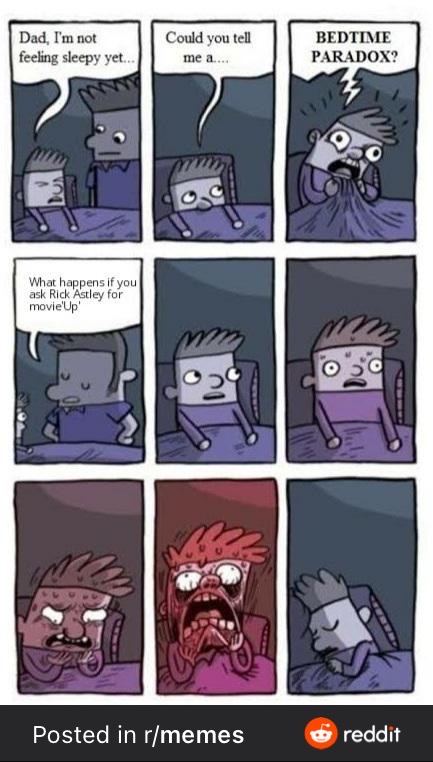 Dad, I'm not
feeling sleepy yet...
Could you tell
me a....
BEDTIME
PARADOX?
What happens if you
ask Rick Astley for
movie'Up'
Posted in r/memes
reddit